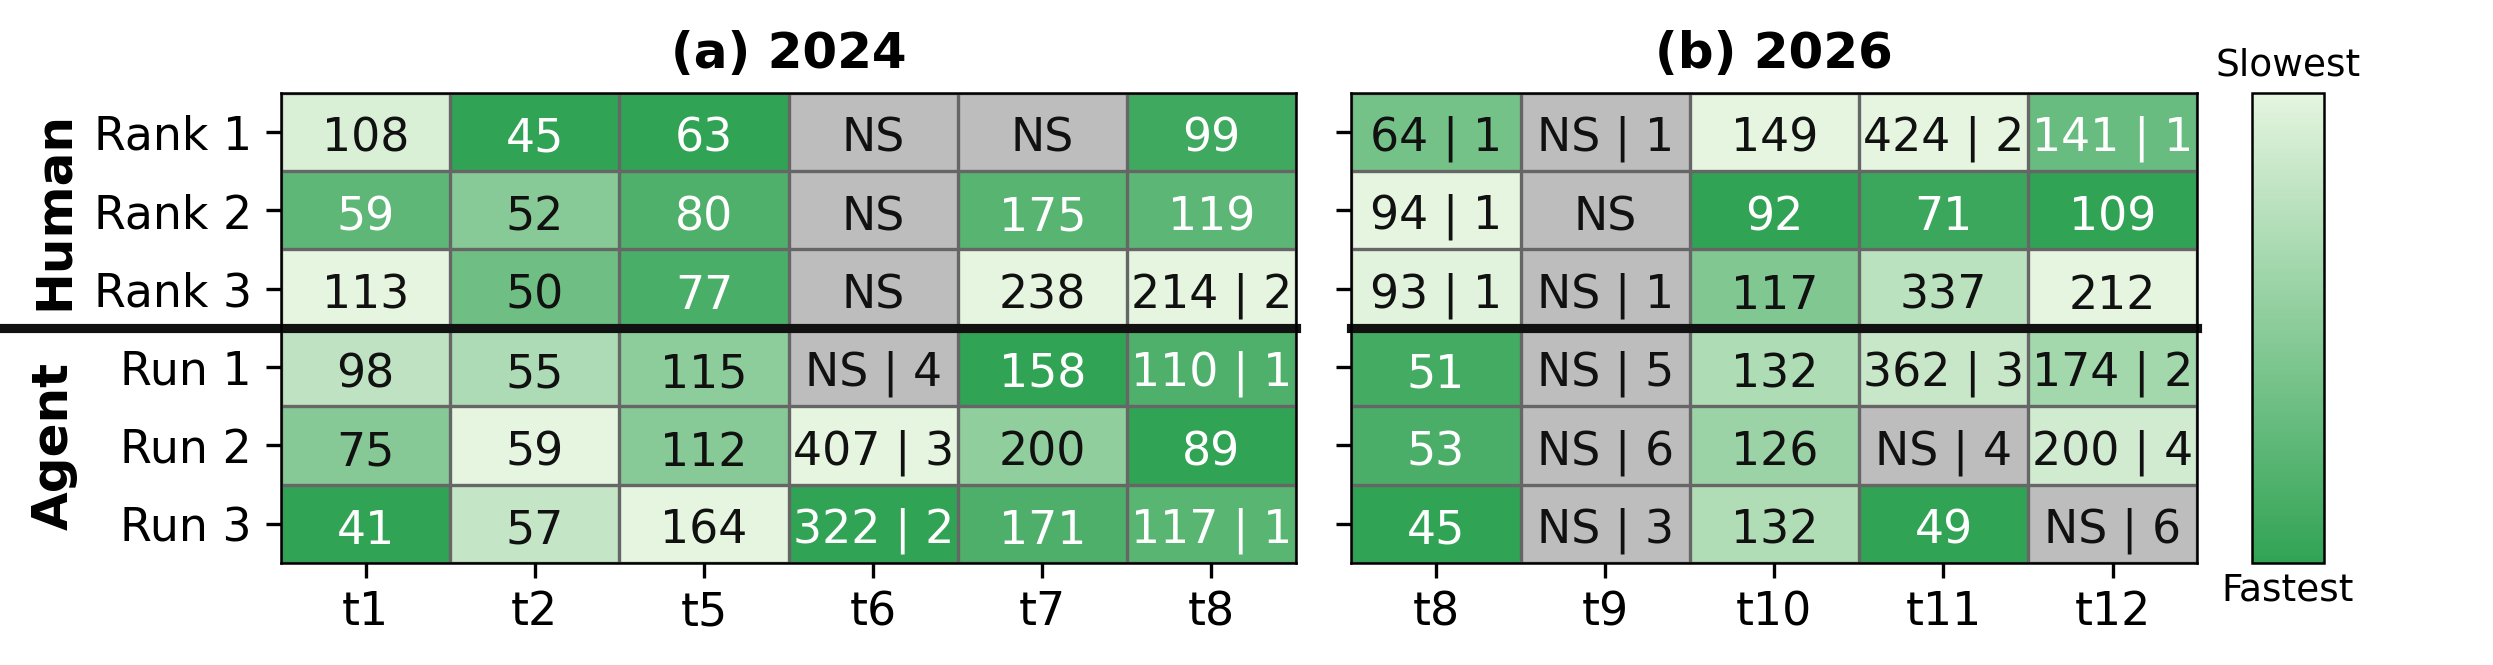 (a) 2024 (b) 2026
Slowest
Human
Rank 1 108 45 63 NS NS 99 64 | 1 NS | 1 149 424 | 2 141 | 1
Rank 2 59 52 80 NS 175 119 94 | 1 NS 92 71 109
Rank 3 113 50 77 NS 238 214 | 2 93 | 1 NS | 1 117 337 212
Agent
Run 1 98 55 115 NS | 4 158 110 | 1 51 NS | 5 132 362 | 3 174 | 2
Run 2 75 59 112 407 | 3 200 89 53 NS | 6 126 NS | 4 200 | 4
Run 3 41 57 164 322 | 2 171 117 | 1 45 NS | 3 132 49 NS | 6
Fastest
t1 t2 t5 t6 t7 t8 t8 t9 t10 t11 t12